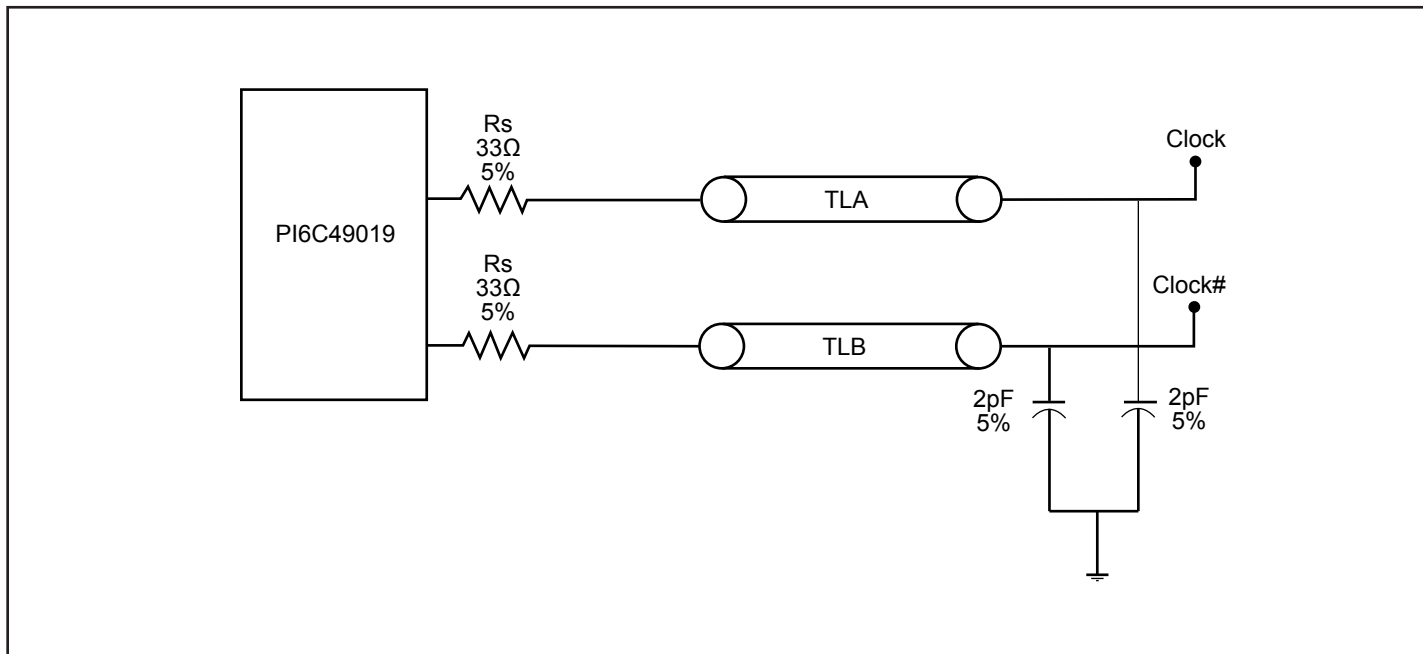 PI6C49019
Rs
33Ω
5%
TLA
Clock
Rs
33Ω
5%
TLB
Clock#
2pF
5%
2pF
5%